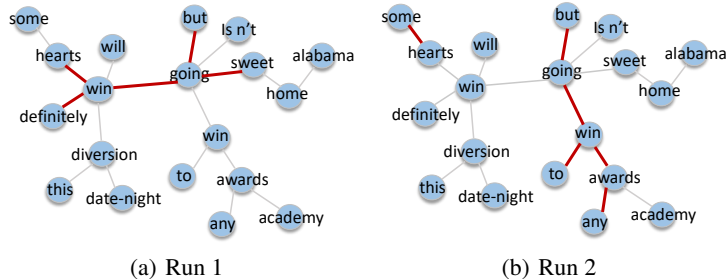 some
but
Is n't
hearts
will
sweet
alabama
going
win
home
definitely
win
diversion
to
awards
this
date-night
any
academy
(a) Run 1
some
but
Is n't
hearts
will
sweet
alabama
going
win
home
definitely
win
diversion
to
awards
this
date-night
any
academy
(b) Run 2